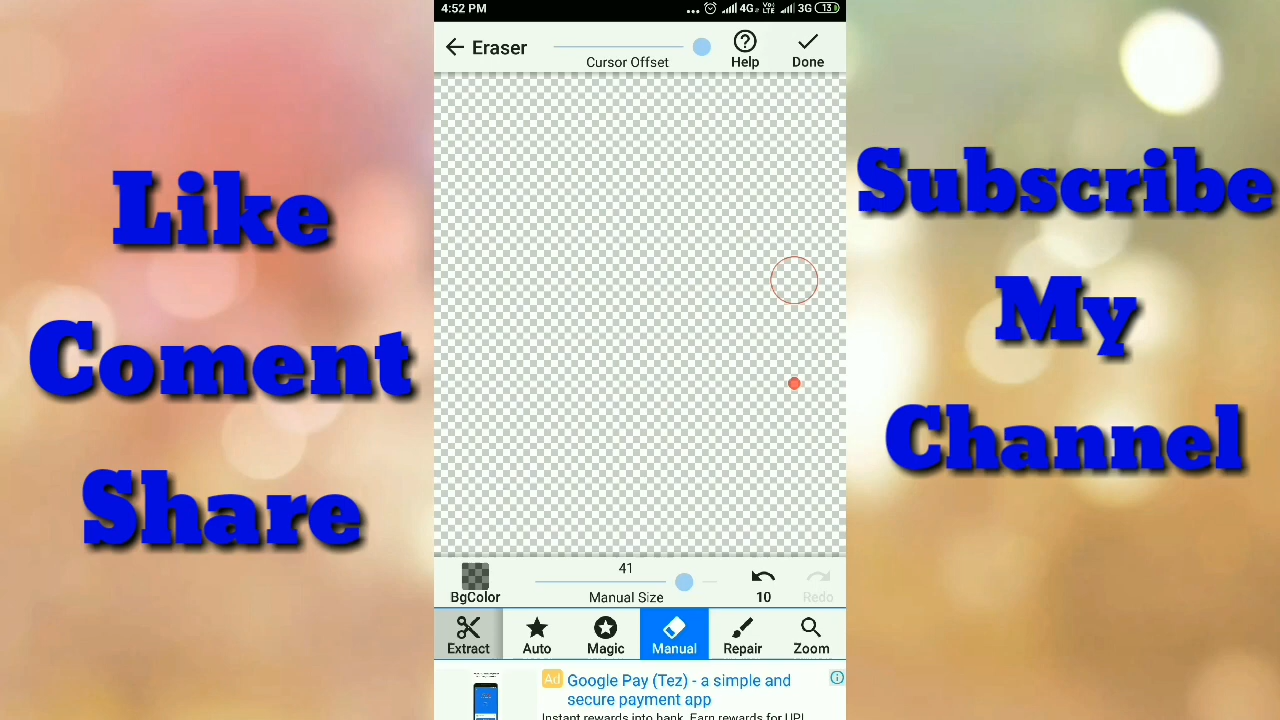 Like
Coment
Share
4:52 PM
4G
Vo) LTE
3G
13
Eraser
Cursor Offset
Help
Done
41
BgColor
Manual Size
10
Redo
Extract
Auto
Magic
Manual
Repair
Zoom
Ad Google Pay (Tez) - a simple and
secure payment app
Instant rewards into bank. Earn rewards for UPI
Subscribe
My
Channel